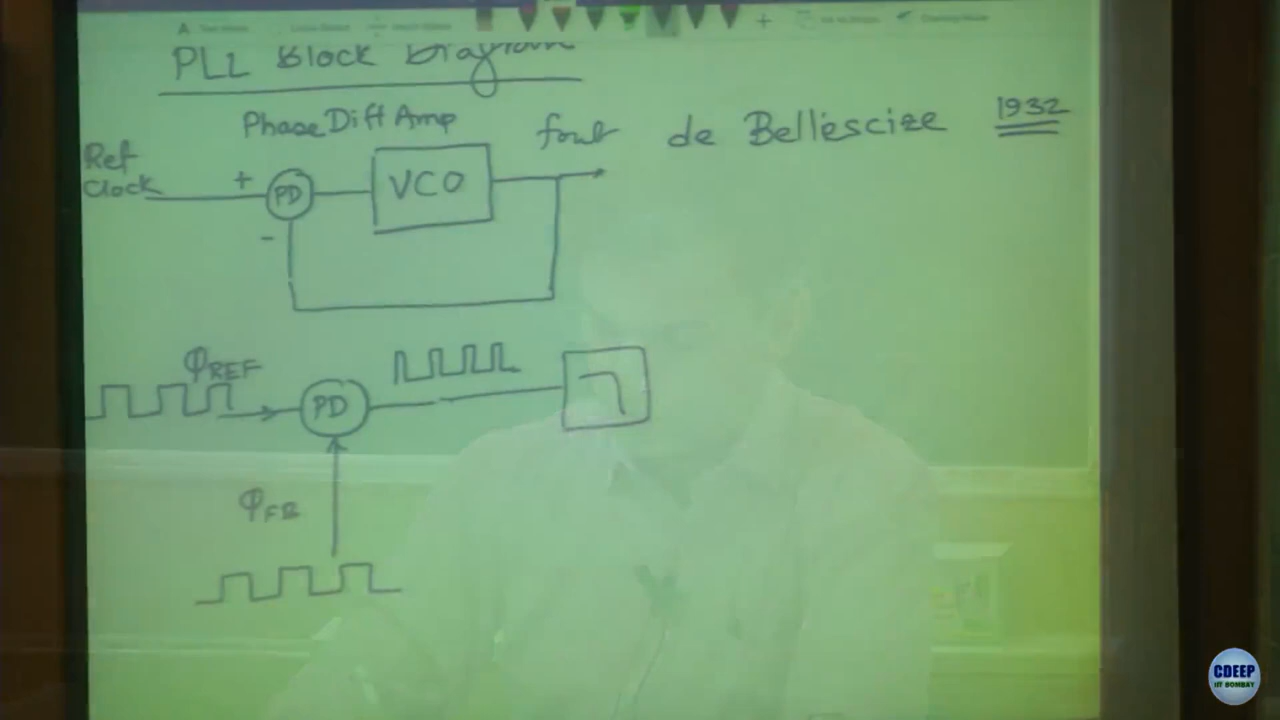 PLL Block Diagram
Phase Diff Amp
fout
de Bellescize 1932
Ref
Clock
+
PD
VCO
-
φREF
PD
φFB
CDEEP
IIT BOMBAY